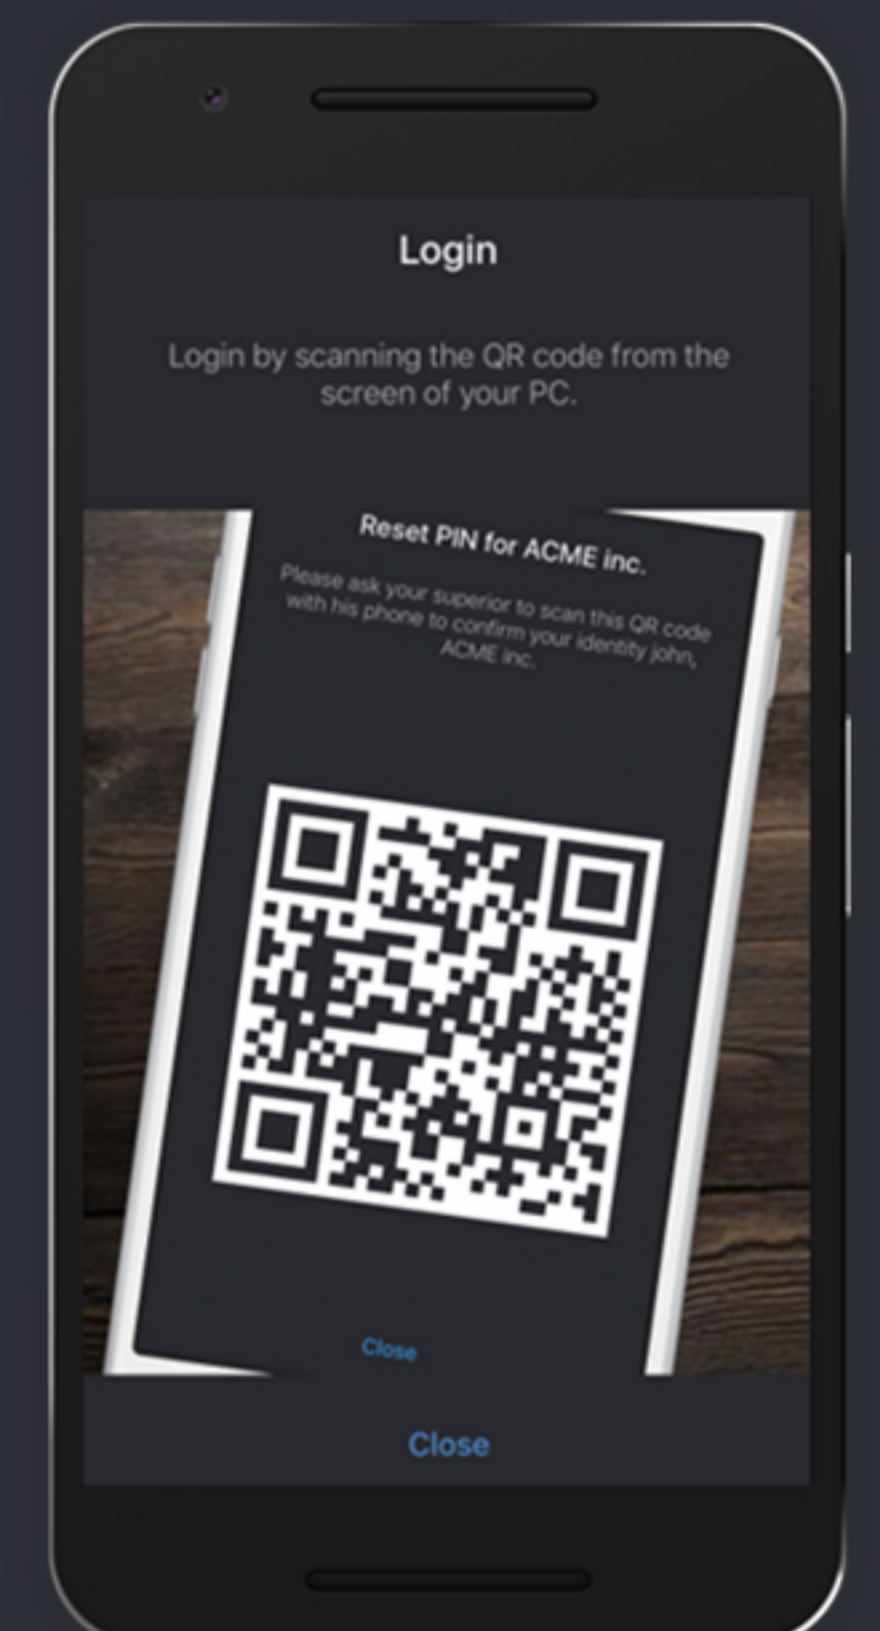 Login
Login by scanning the QR code from the
screen of your PC.
Reset PIN for ACME inc.
Please ask your superior to scan this QR code
with his phone to confirm your identity john,
ACME inc.
Close
Close